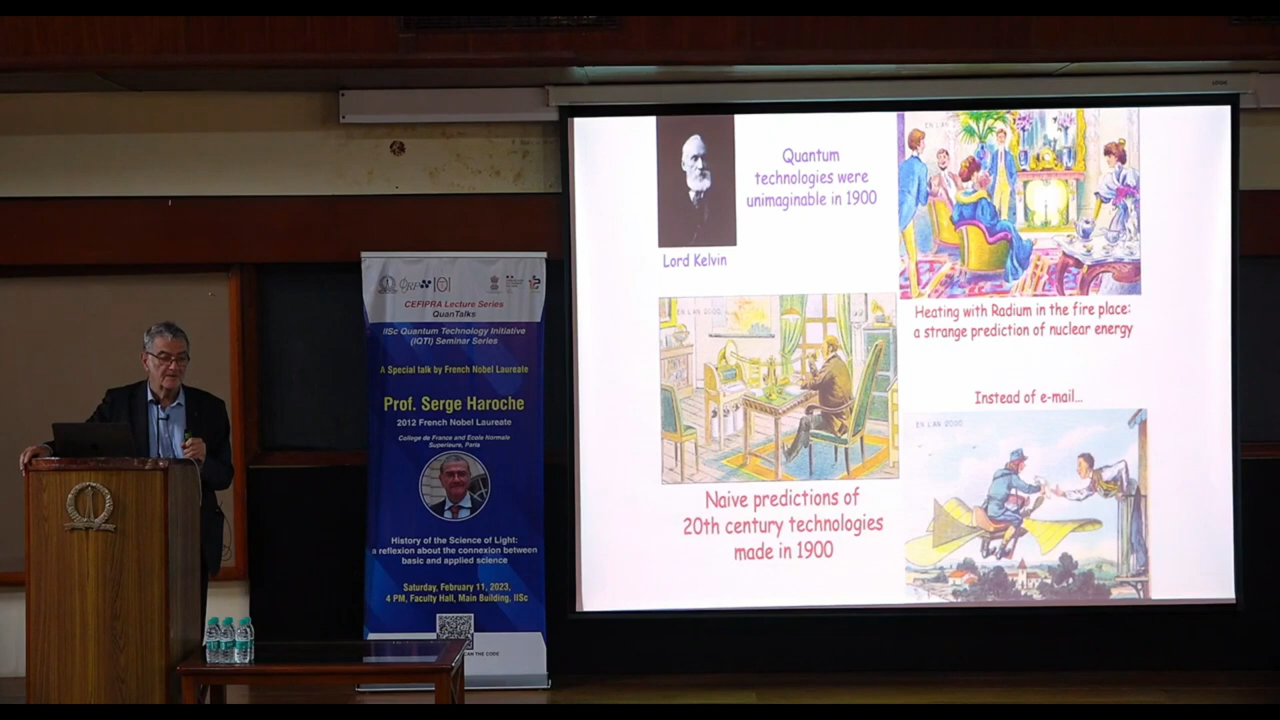 CEFIPRA Lecture Series
QuanTalks
IISc Quantum Technology Initiative
(IQTI) Seminar Series
A Special talk by French Nobel Laureate
Prof. Serge Haroche
2012 French Nobel Laureate
College de France and Ecole Normale
Superieure, Paris
History of the Science of Light:
a reflexion about the connexion between
basic and applied science
Saturday, February 11, 2023,
4 PM, Faculty Hall, Main Building, IISc
CAN THE CODE
Quantum
technologies were
unimaginable in 1900
Lord Kelvin
EN L'AN
Heating with Radium in the fire place:
a strange prediction of nuclear energy
EN L'AN 2000
Naive predictions of
20th century technologies
made in 1900
Instead of e-mail...
EN L'AN 2000